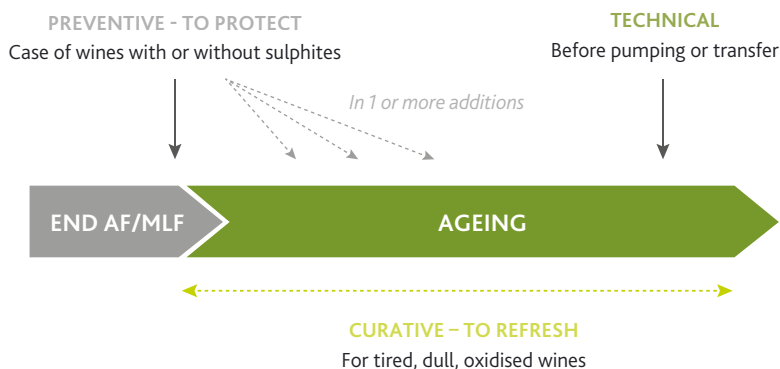 PREVENTIVE - TO PROTECT
Case of wines with or without sulphites
TECHNICAL
Before pumping or transfer
In 1 or more additions
END AF/MLF
AGEING
CURATIVE – TO REFRESH
For tired, dull, oxidised wines